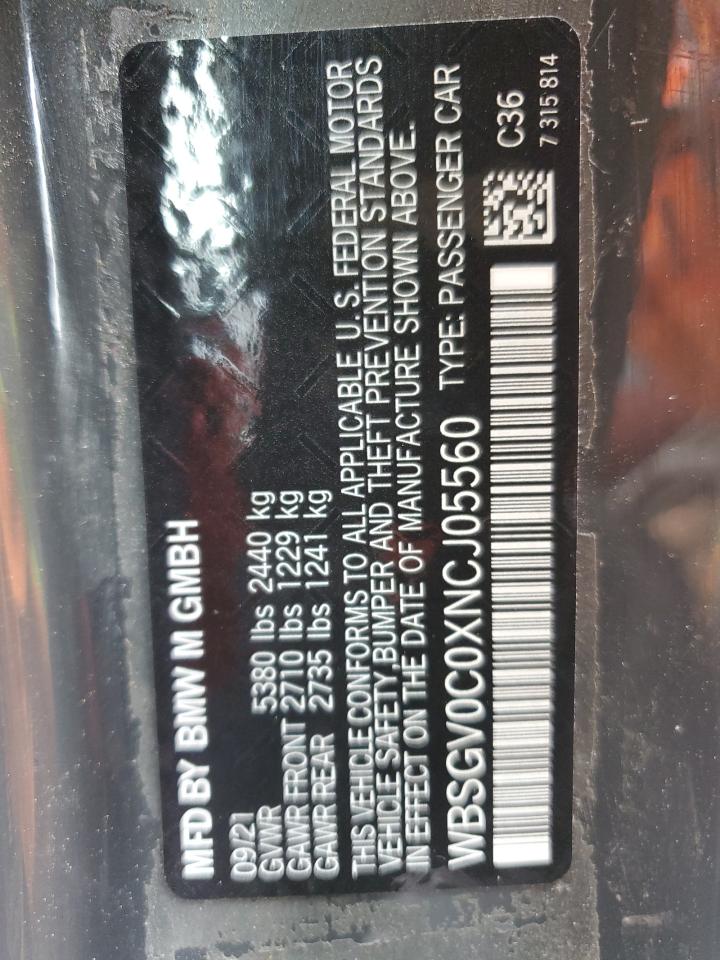 MFD BY BMW M GMBH
09/21
GVWR 5380 lbs 2440 kg
GAWR FRONT 2710 lbs 1229 kg
GAWR REAR 2735 lbs 1241 kg
THIS VEHICLE CONFORMS TO ALL APPLICABLE U.S. FEDERAL MOTOR
VEHICLE SAFETY,BUMPER AND THEFT PREVENTION STANDARDS
IN EFFECT ON THE DATE OF MANUFACTURE SHOWN ABOVE.
WBSGV0C0XNCJ05560 TYPE: PASSENGER CAR
C36
7 315 814